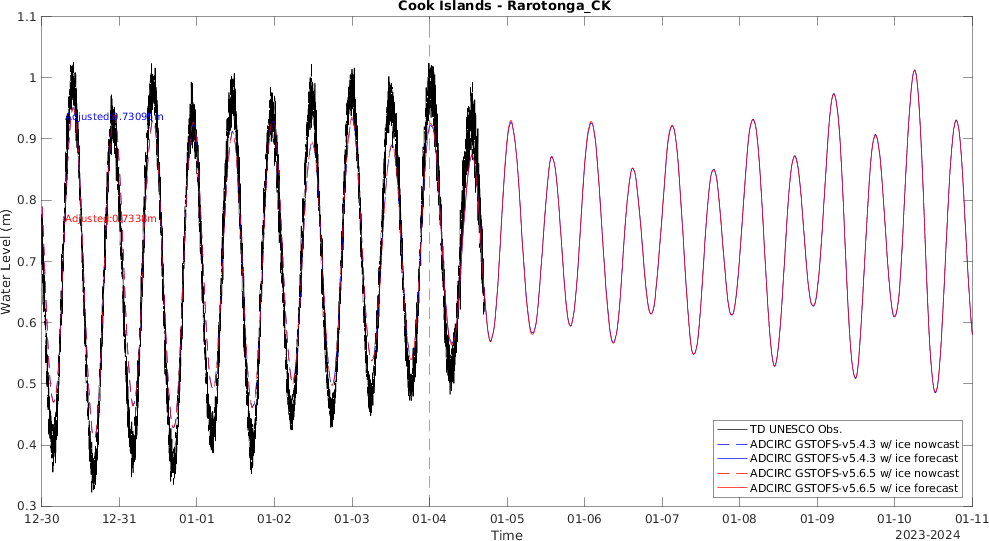 Cook Islands - Rarotonga_CK
1.1
1
0.9
0.8
0.7
0.6
0.5
0.4
0.3
Water Level (m)
Adjusted:0.7309 m
Adjusted:0.7338m
12-30 12-31 01-01 01-02 01-03 01-04 01-05 01-06 01-07 01-08 01-09 01-10 01-11
2023-2024
Time
TD UNESCO Obs.
ADCIRC GSTOFS-v5.4.3 w/ ice nowcast
ADCIRC GSTOFS-v5.4.3 w/ ice forecast
ADCIRC GSTOFS-v5.6.5 w/ ice nowcast
ADCIRC GSTOFS-v5.6.5 w/ ice forecast